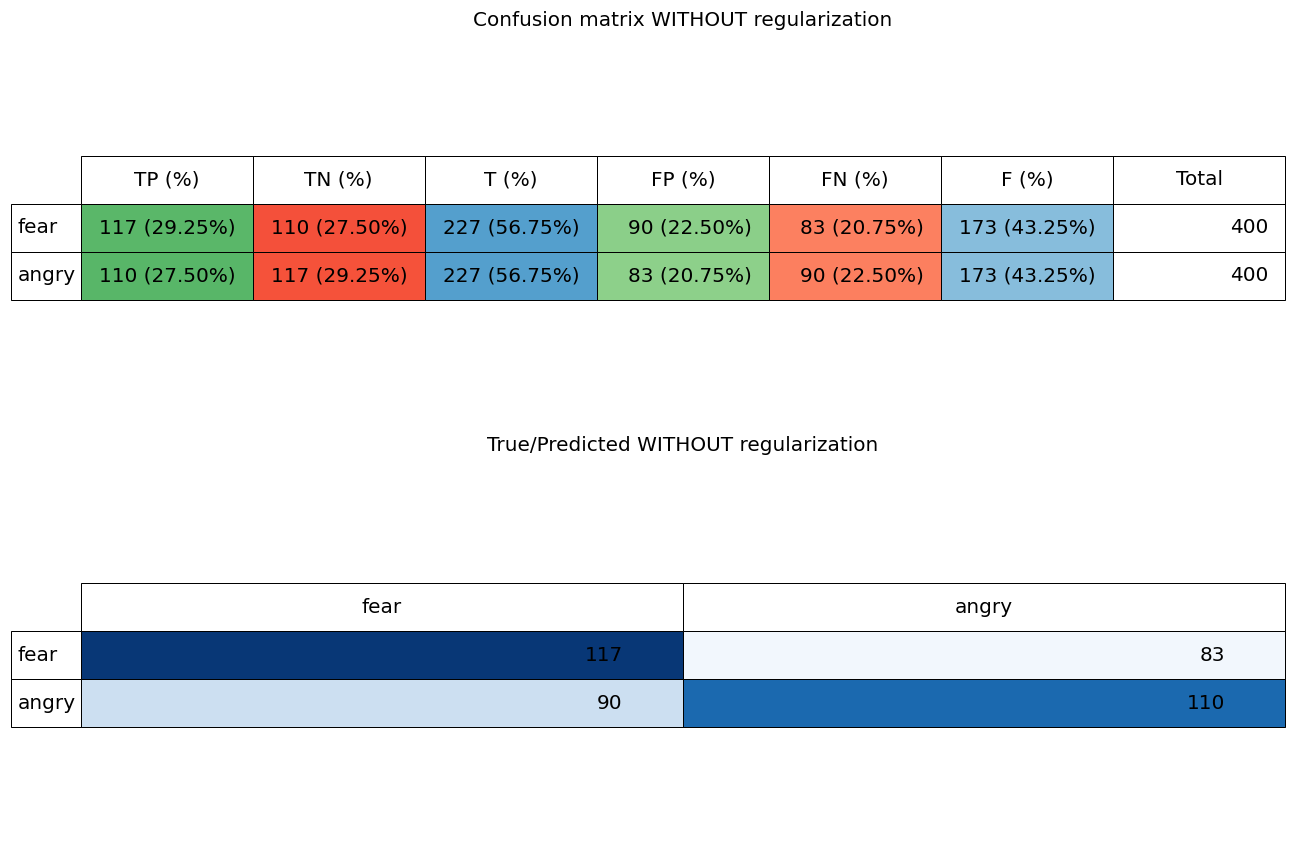 Confusion matrix WITHOUT regularization
TP (%) TN (%) T (%) FP (%) FN (%) F (%) Total
fear 117 (29.25%) 110 (27.50%) 227 (56.75%) 90 (22.50%) 83 (20.75%) 173 (43.25%) 400
angry 110 (27.50%) 117 (29.25%) 227 (56.75%) 83 (20.75%) 90 (22.50%) 173 (43.25%) 400
True/Predicted WITHOUT regularization
fear angry
fear 117 83
angry 90 110